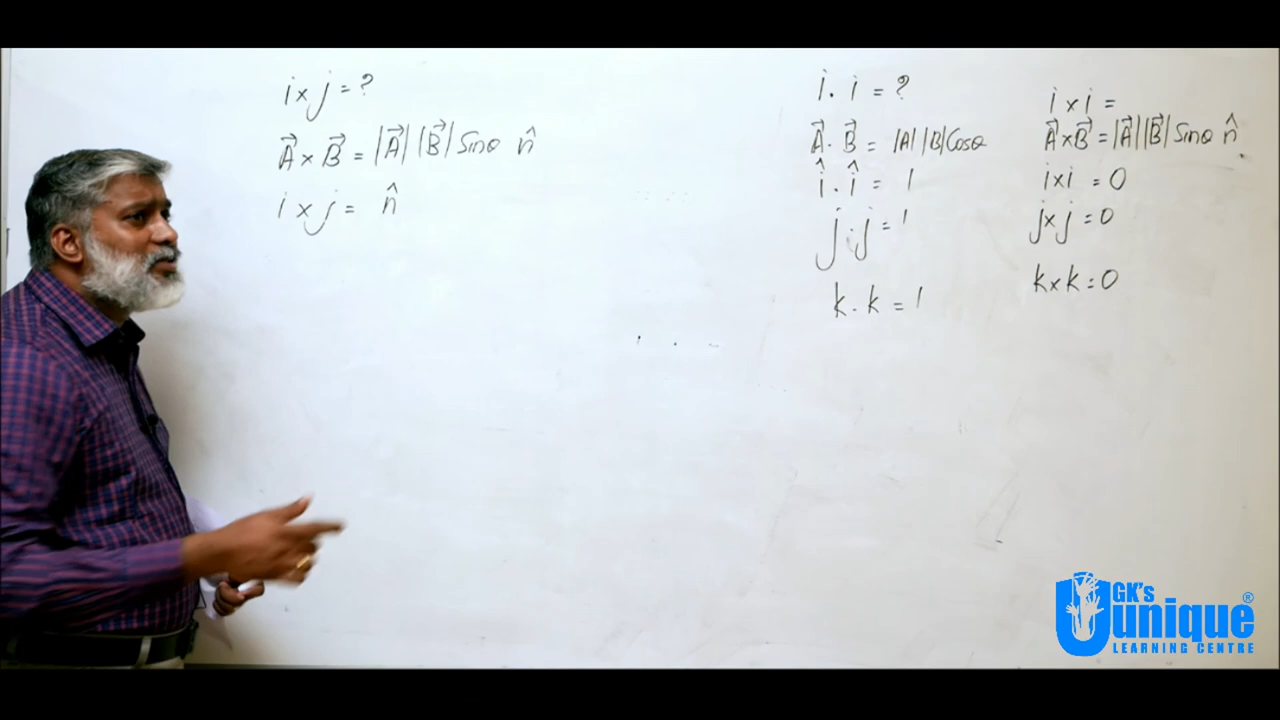 i × j = ?
A⃗ × B⃗ = |A⃗| |B⃗| Sinθ n̂
i × j = n̂
i . i = ?
A⃗ . B⃗ = |A| |B| Cosθ
î . î = 1
j . j = 1
k . k = 1
i × i =
A⃗ × B⃗ = |A⃗| |B⃗| Sinθ n̂
i × i = 0
j × j = 0
k × k = 0
GK's
Unique ®
LEARNING CENTRE